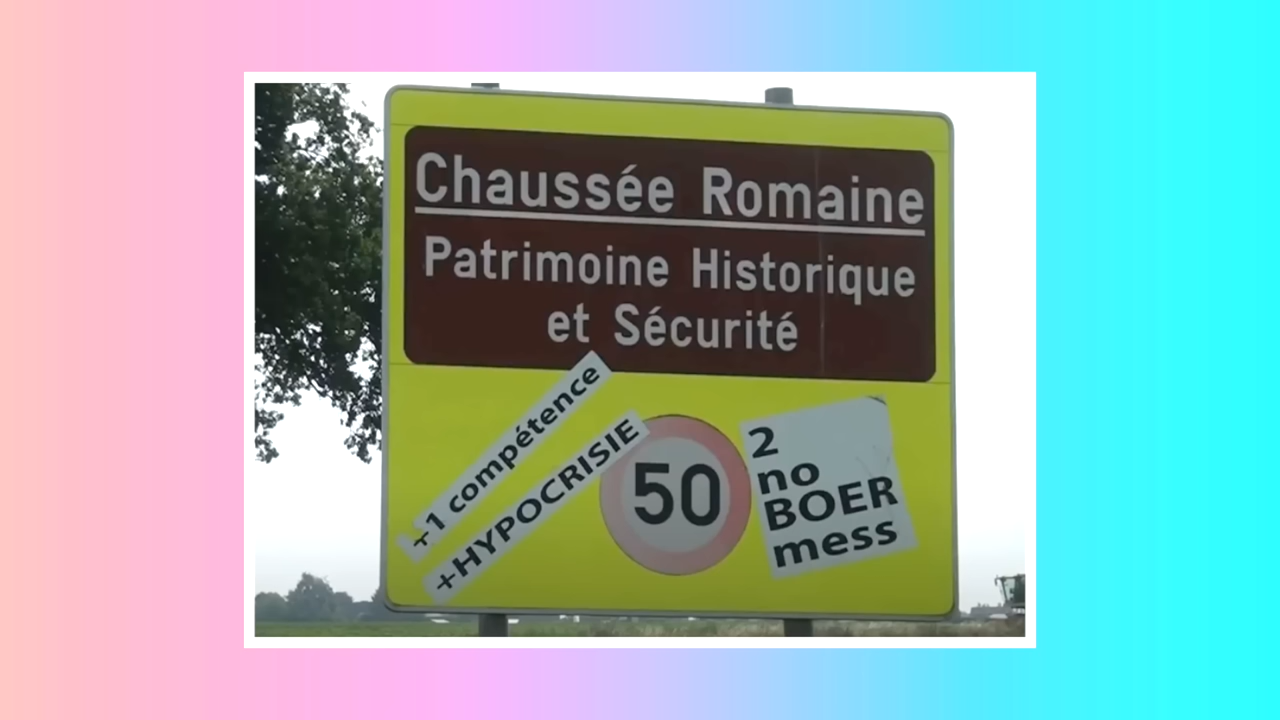 Chaussée Romaine
Patrimoine Historique
et Sécurité
+1 compétence
+HYPOCRISIE
50
2
no
BOER
mess